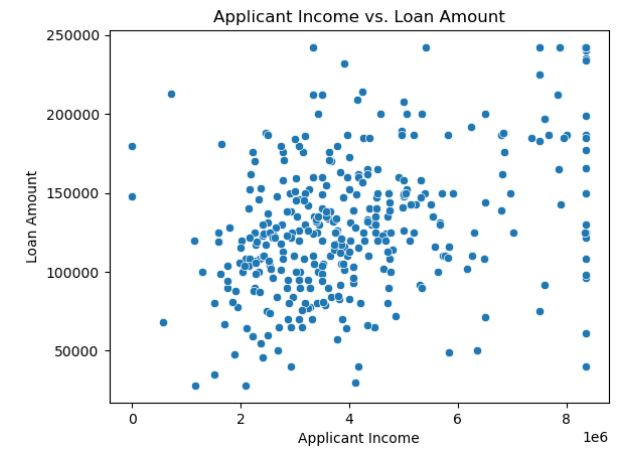 Applicant Income vs. Loan Amount
250000
200000
150000
100000
50000
Loan Amount
0 2 4 6 8
1e6
Applicant Income